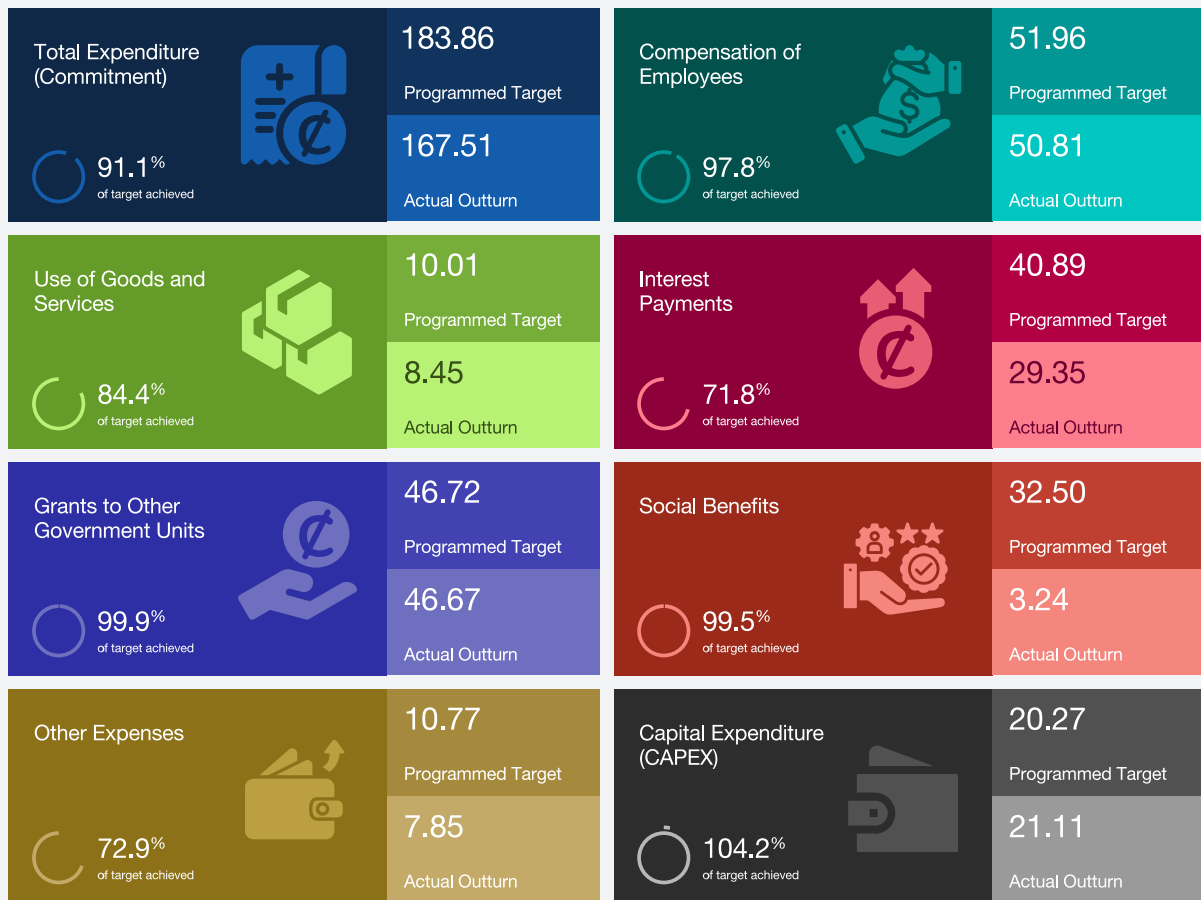 Total Expenditure
(Commitment)
91.1%
of target achieved
183.86
Programmed Target
167.51
Actual Outturn
Compensation of
Employees
$
97.8%
of target achieved
51.96
Programmed Target
50.81
Actual Outturn
Use of Goods and
Services
84.4%
of target achieved
10.01
Programmed Target
8.45
Actual Outturn
Interest
Payments
71.8%
of target achieved
40.89
Programmed Target
29.35
Actual Outturn
Grants to Other
Government Units
99.9%
of target achieved
46.72
Programmed Target
46.67
Actual Outturn
Social Benefits
99.5%
of target achieved
32.50
Programmed Target
3.24
Actual Outturn
Other Expenses
72.9%
of target achieved
10.77
Programmed Target
7.85
Actual Outturn
Capital Expenditure
(CAPEX)
104.2%
of target achieved
20.27
Programmed Target
21.11
Actual Outturn